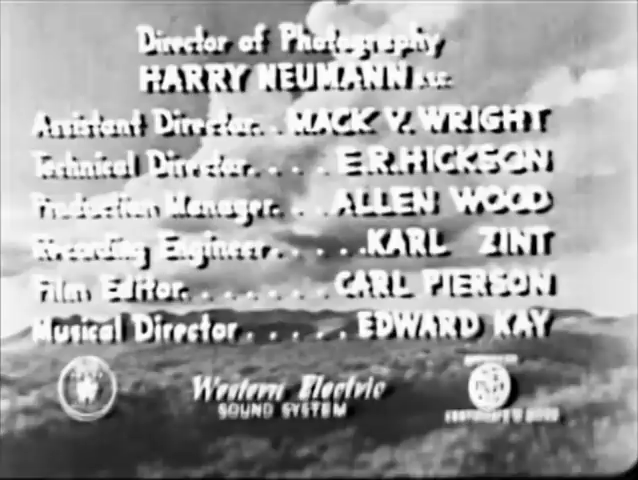 Director of Photography
HARRY NEUMANN A.S.C.
Assistant Director..MACK V. WRIGHT
Technical Director....E.R.HICKSON
Production Manager...ALLEN WOOD
Recording Engineer.....KARL ZINT
Film Editor.......CARL PIERSON
Musical Director.....EDWARD KAY
Western Electric
SOUND SYSTEM